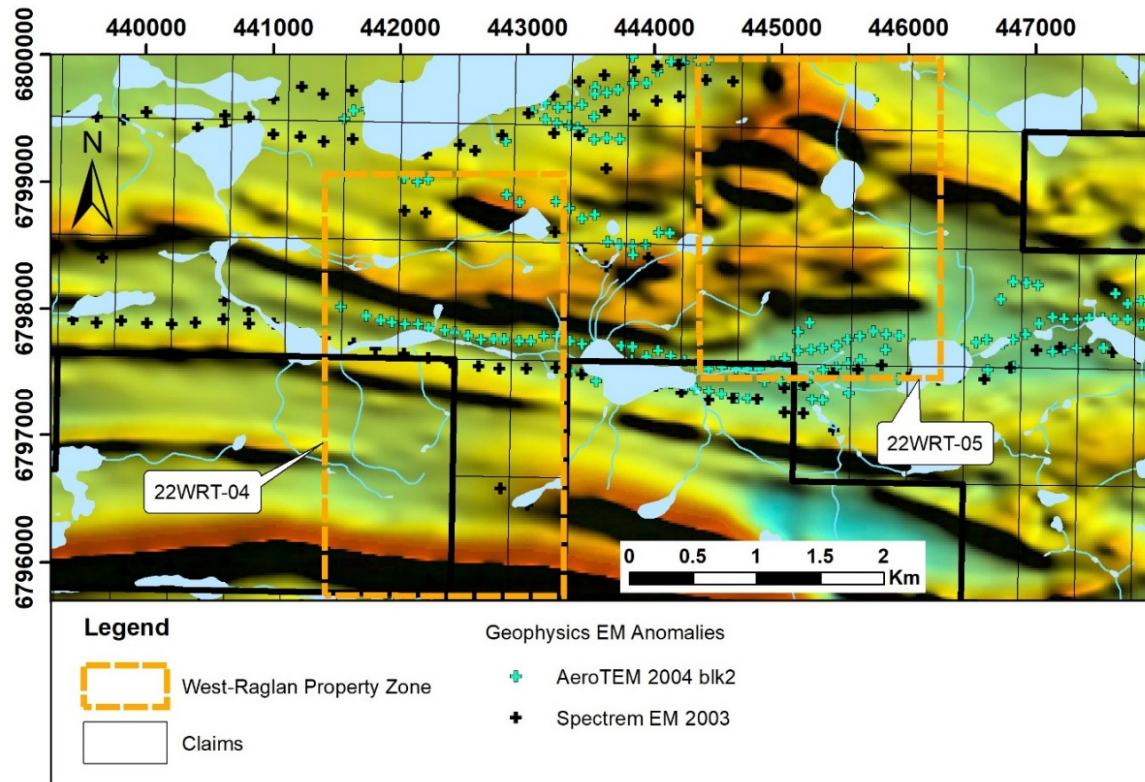 440000 441000 442000 443000 444000 445000 446000 447000
6800000
6799000
6798000
6797000
6796000
N
22WRT-04
22WRT-05
0 0.5 1 1.5 2
Km
Legend
West-Raglan Property Zone
Claims
Geophysics EM Anomalies
AeroTEM 2004 blk2
Spectrem EM 2003